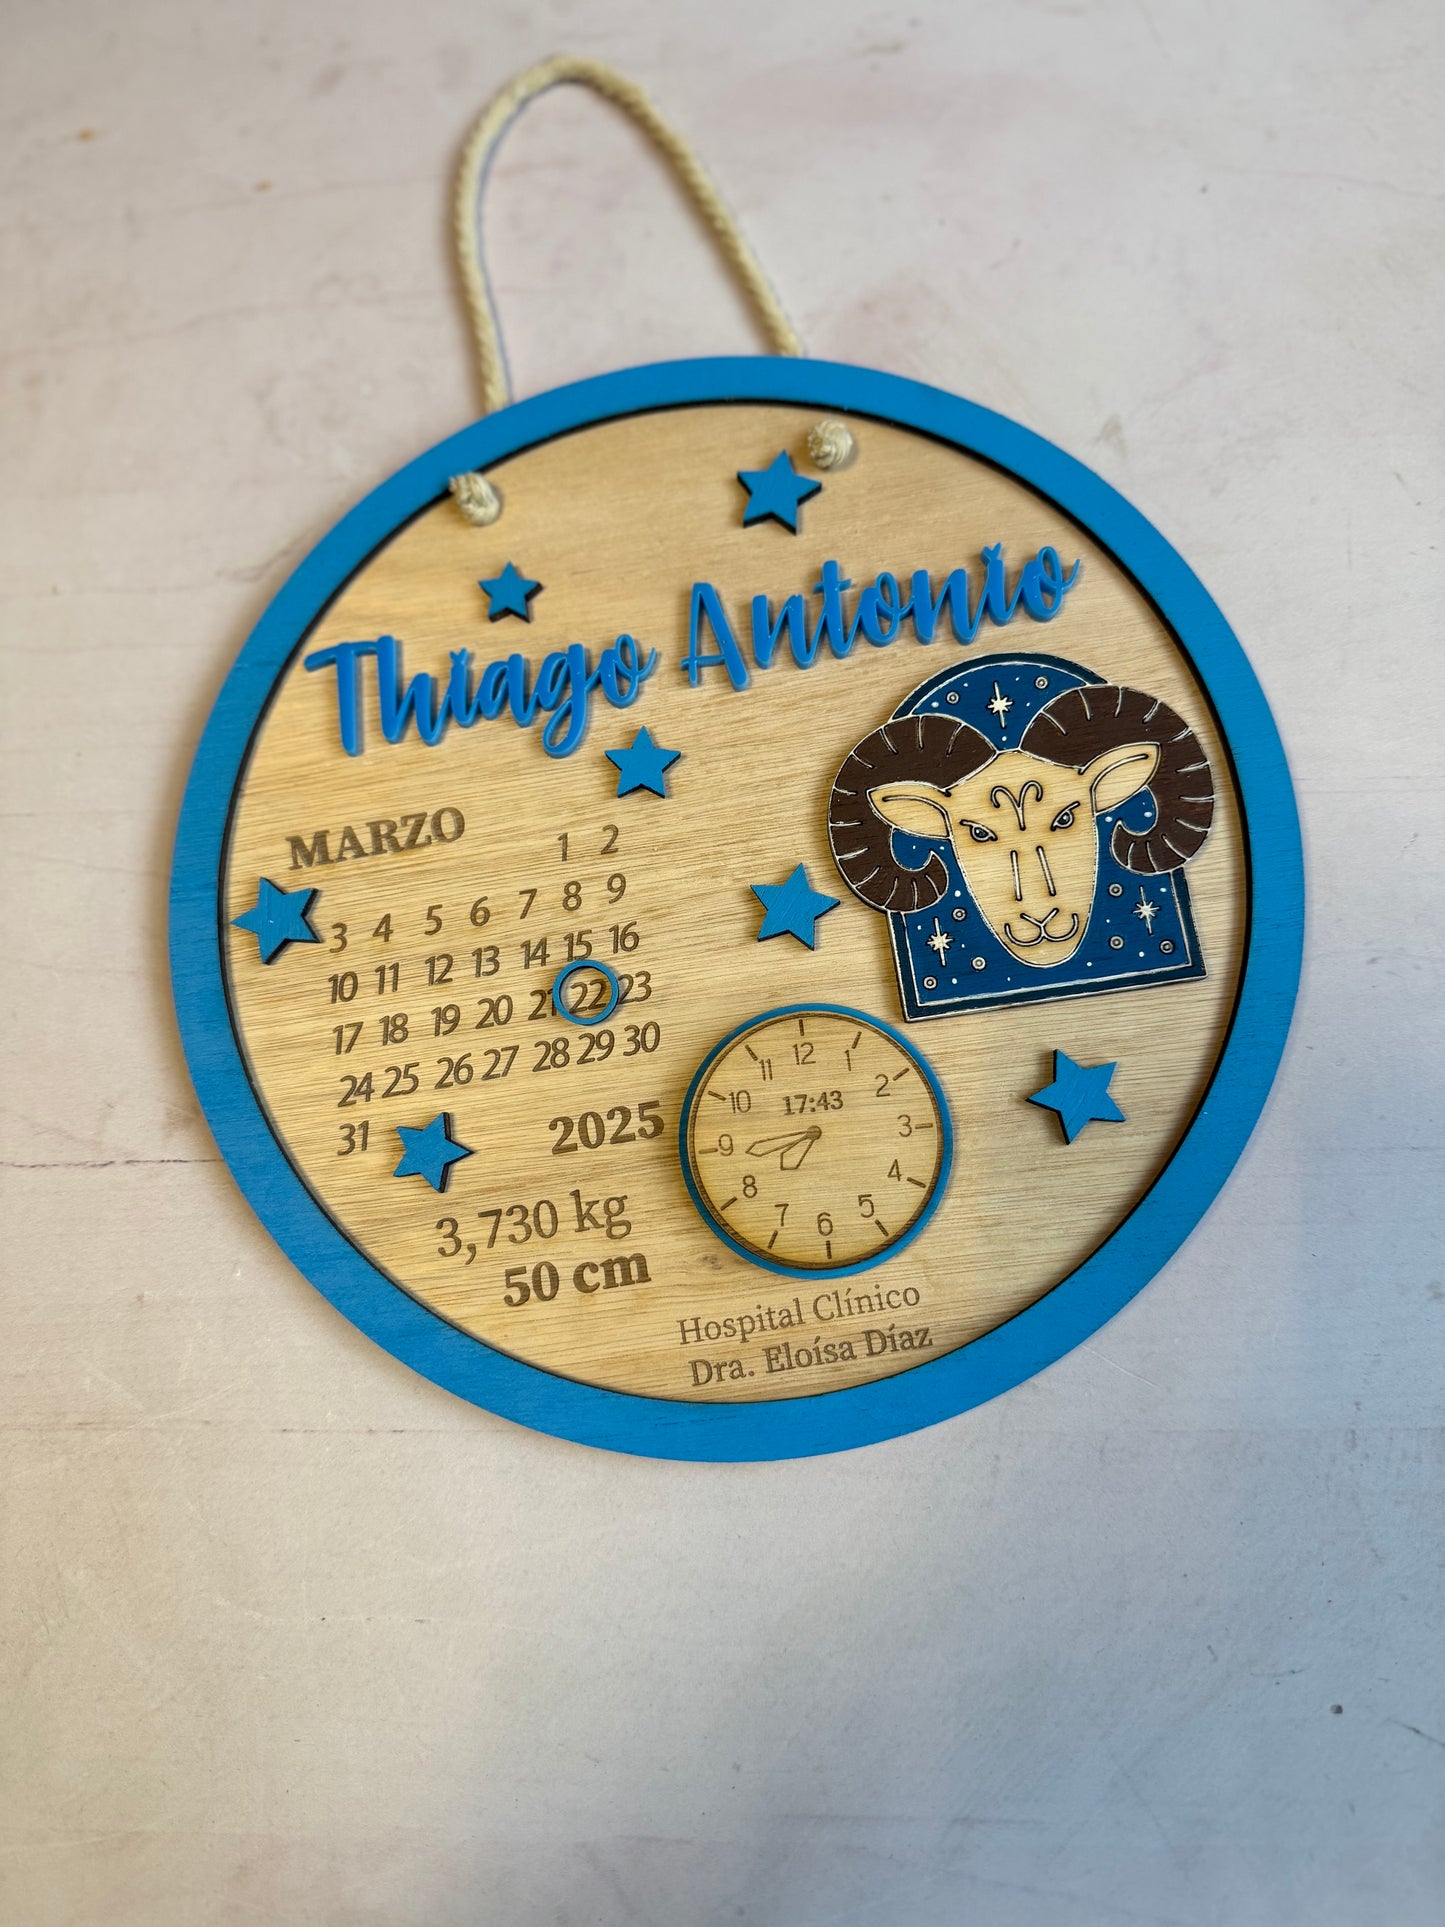 Thiago Antonio
MARZO
1 2
3 4 5 6 7 8 9
10 11 12 13 14 15 16
17 18 19 20 21 22 23
24 25 26 27 28 29 30
31
2025
3,730 kg
50 cm
12
11 1
17:43
10 2
9 3
8 4
7 5
6
Hospital Clínico
Dra. Eloísa Díaz